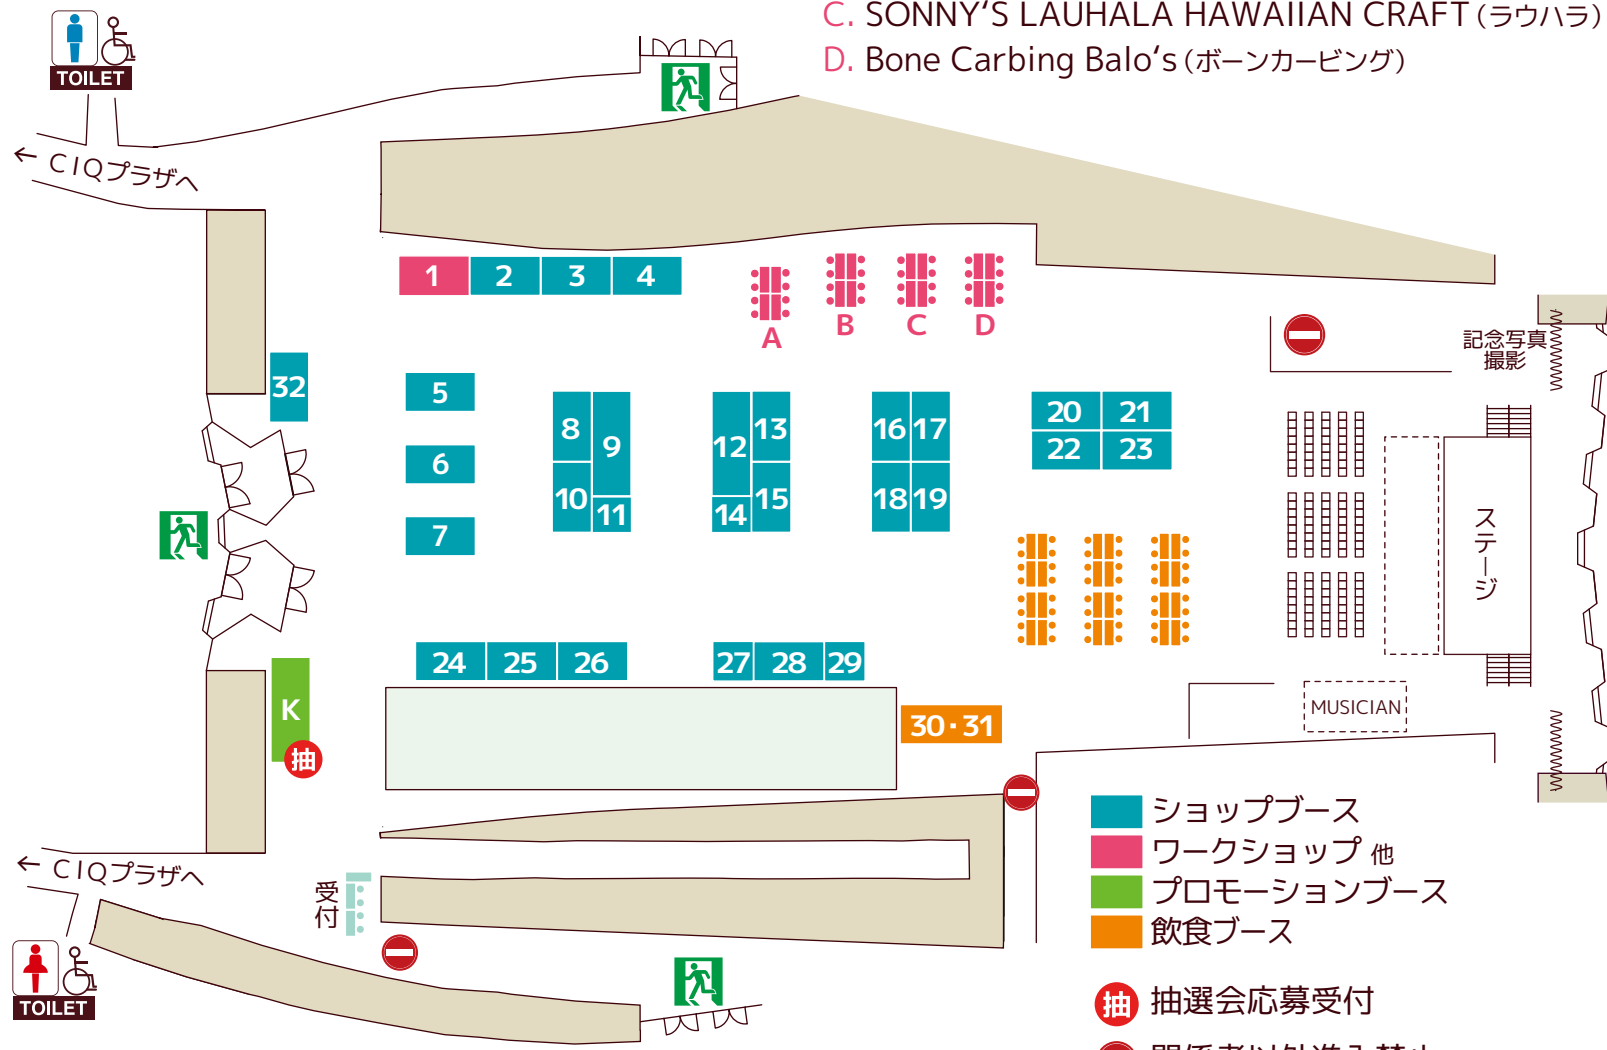 C. SONNY‘S LAUHALA HAWAIIAN CRAFT (ラウハラ)
D. Bone Carbing Balo‘s (ボーンカービング)
TOILET
← CIQプラザへ
1 2 3 4
A B C D
記念写真
撮影
32
5
6
7
8 9
10 11
12 13
14 15
16 17
18 19
20 21
22 23
ステージ
24 25 26
27 28 29
K
抽
30・31
MUSICIAN
← CIQプラザへ
受付
TOILET
ショップブース
ワークショップ 他
プロモーションブース
飲食ブース
抽 抽選会応募受付